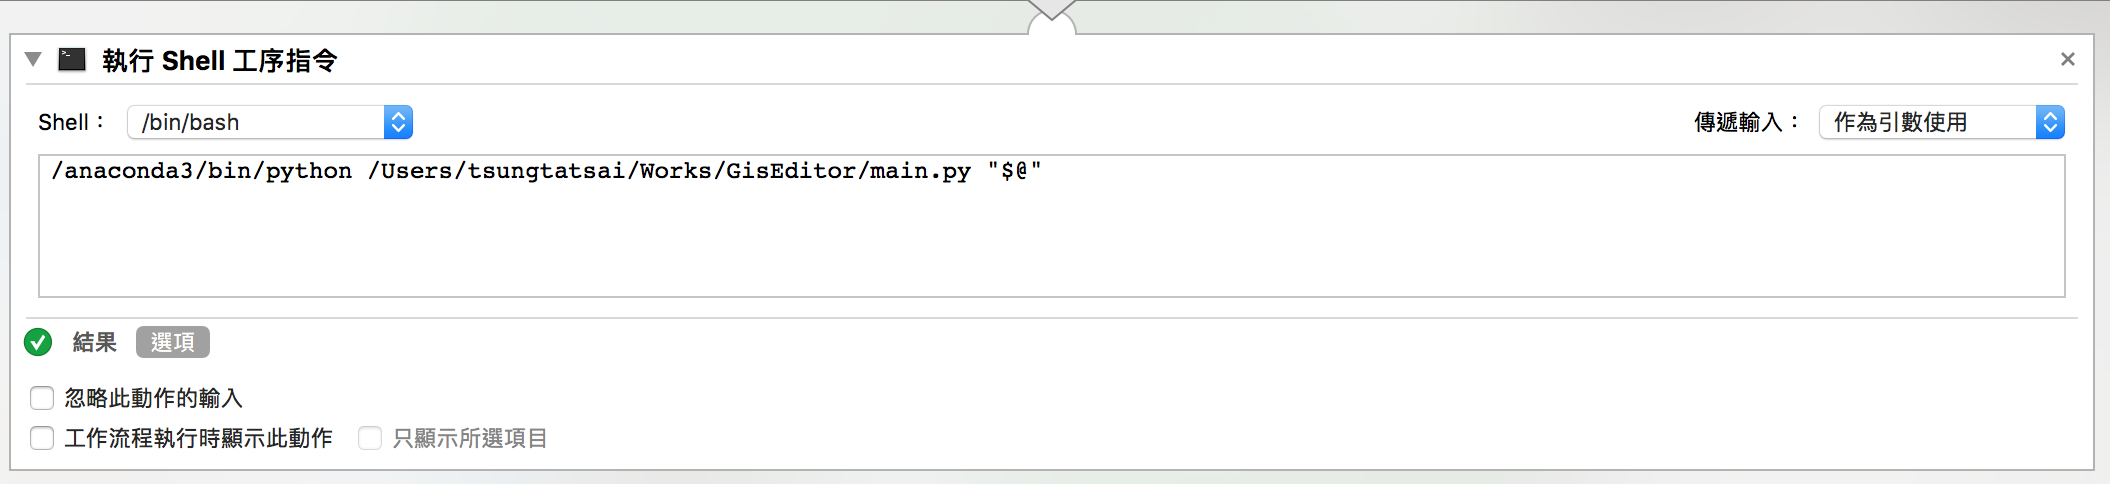 執行 Shell 工序指令
Shell： /bin/bash 傳遞輸入： 作為引數使用
/anaconda3/bin/python /Users/tsungtatsai/Works/GisEditor/main.py "$@"
結果 選項
忽略此動作的輸入
工作流程執行時顯示此動作 只顯示所選項目